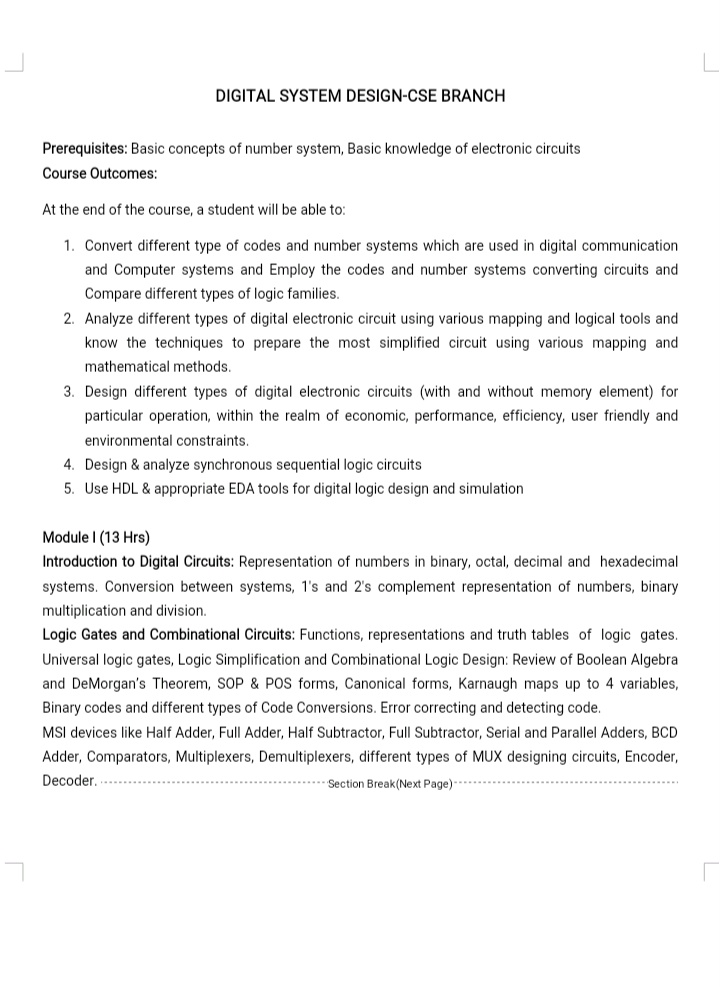 DIGITAL SYSTEM DESIGN-CSE BRANCH
Prerequisites: Basic concepts of number system, Basic knowledge of electronic circuits
Course Outcomes:
At the end of the course, a student will be able to:
1. Convert different type of codes and number systems which are used in digital communication
and Computer systems and Employ the codes and number systems converting circuits and
Compare different types of logic families.
2. Analyze different types of digital electronic circuit using various mapping and logical tools and
know the techniques to prepare the most simplified circuit using various mapping and
mathematical methods.
3. Design different types of digital electronic circuits (with and without memory element) for
particular operation, within the realm of economic, performance, efficiency, user friendly and
environmental constraints.
4. Design & analyze synchronous sequential logic circuits
5. Use HDL & appropriate EDA tools for digital logic design and simulation
Module I (13 Hrs)
Introduction to Digital Circuits: Representation of numbers in binary, octal, decimal and hexadecimal
systems. Conversion between systems, 1's and 2's complement representation of numbers, binary
multiplication and division.
Logic Gates and Combinational Circuits: Functions, representations and truth tables of logic gates.
Universal logic gates, Logic Simplification and Combinational Logic Design: Review of Boolean Algebra
and DeMorgan's Theorem, SOP & POS forms, Canonical forms, Karnaugh maps up to 4 variables,
Binary codes and different types of Code Conversions. Error correcting and detecting code.
MSI devices like Half Adder, Full Adder, Half Subtractor, Full Subtractor, Serial and Parallel Adders, BCD
Adder, Comparators, Multiplexers, Demultiplexers, different types of MUX designing circuits, Encoder,
Decoder. Section Break(Next Page)